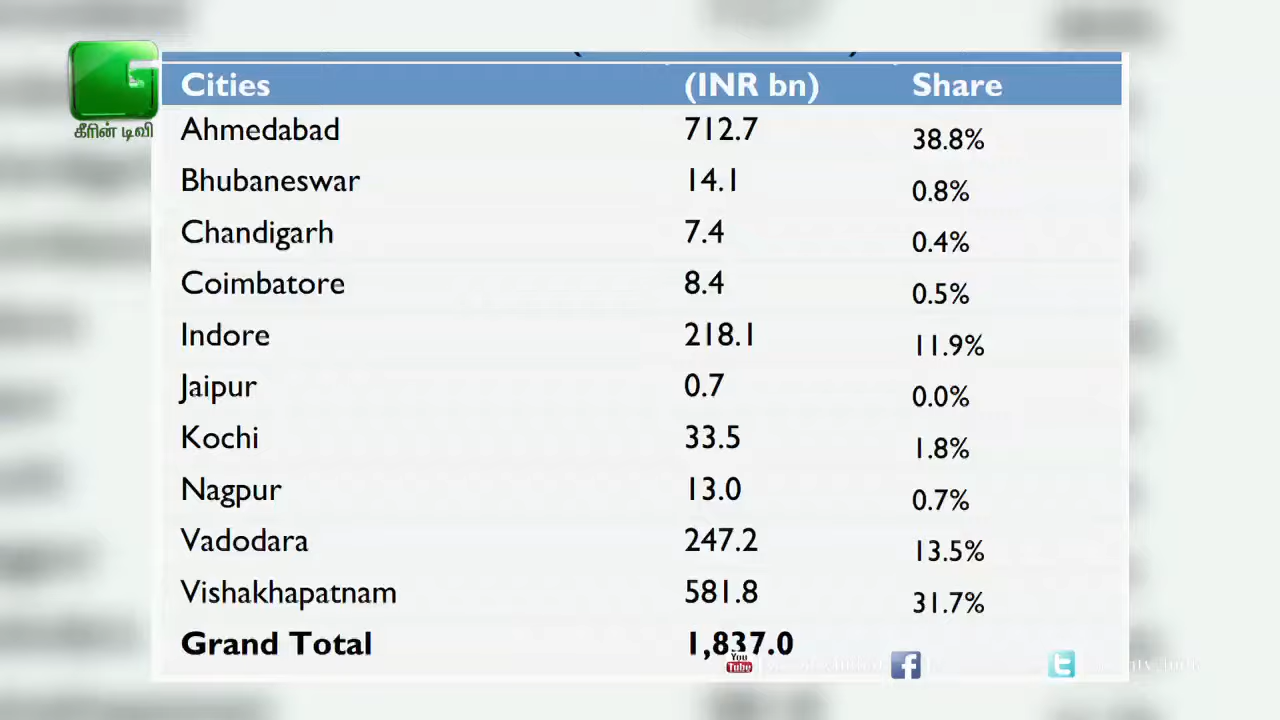 Cities (INR bn) Share
Ahmedabad 712.7 38.8%
Bhubaneswar 14.1 0.8%
Chandigarh 7.4 0.4%
Coimbatore 8.4 0.5%
Indore 218.1 11.9%
Jaipur 0.7 0.0%
Kochi 33.5 1.8%
Nagpur 13.0 0.7%
Vadodara 247.2 13.5%
Vishakhapatnam 581.8 31.7%
Grand Total 1,837.0
கீரின் டிவி
You
Tube